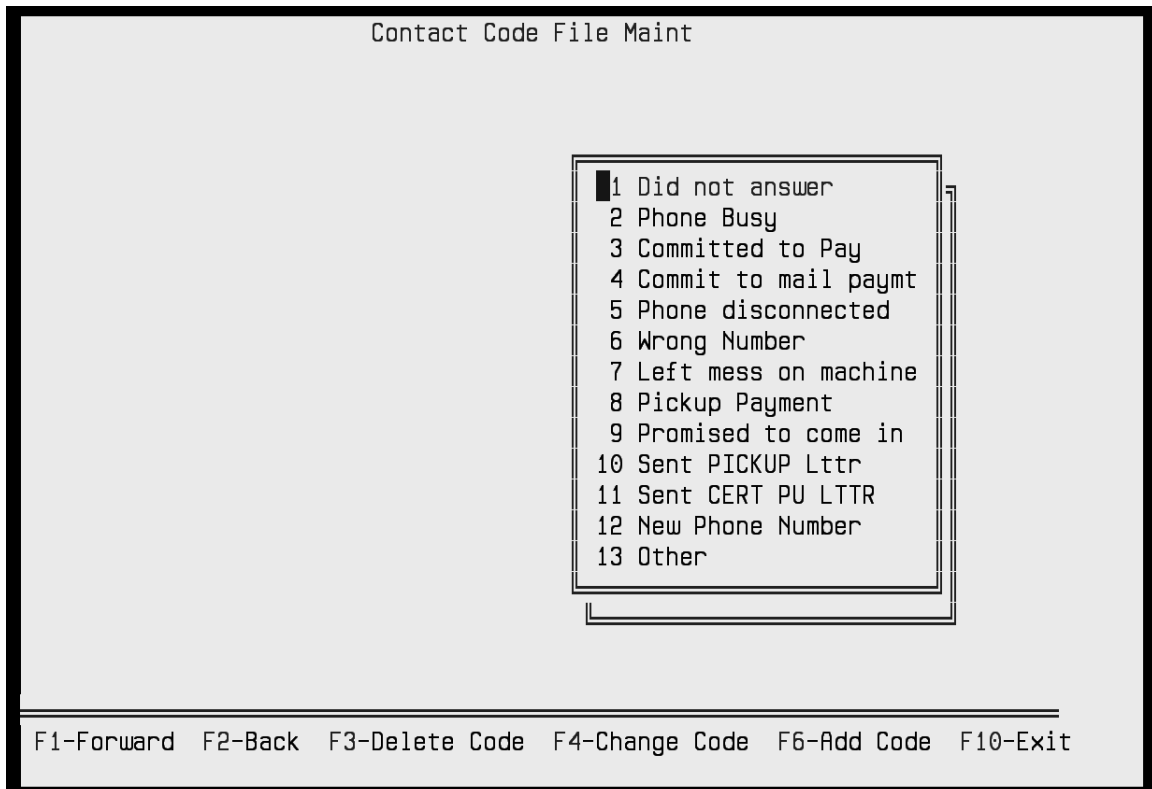 Contact Code File Maint
1 Did not answer
2 Phone Busy
3 Committed to Pay
4 Commit to mail paymt
5 Phone disconnected
6 Wrong Number
7 Left mess on machine
8 Pickup Payment
9 Promised to come in
10 Sent PICKUP Lttr
11 Sent CERT PU LTTR
12 New Phone Number
13 Other
F1-Forward F2-Back F3-Delete Code F4-Change Code F6-Add Code F10-Exit